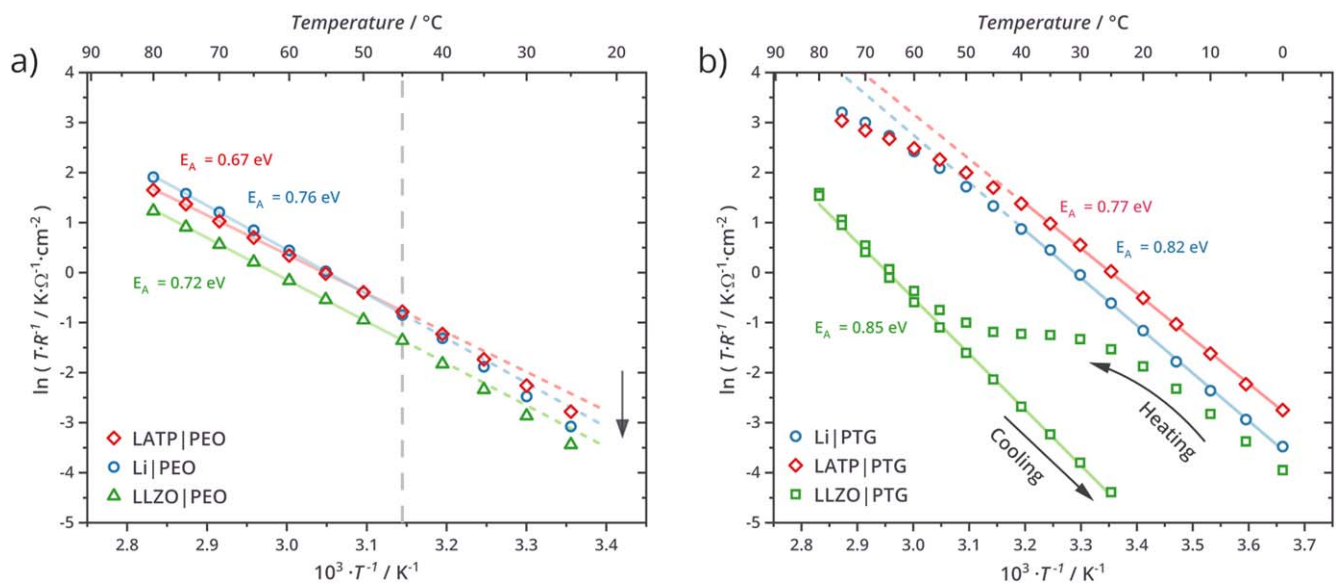 a)
Temperature / °C
90 80 70 60 50 40 30 20
4
3
2
1
0
-1
-2
-3
-4
-5
ln ( T·R⁻¹ / K·Ω⁻¹·cm⁻²)
E_A = 0.67 eV
E_A = 0.76 eV
E_A = 0.72 eV
LATP|PEO
Li|PEO
LLZO|PEO
2.8 2.9 3.0 3.1 3.2 3.3 3.4
10³ ·T⁻¹ / K⁻¹
b)
Temperature / °C
90 80 70 60 50 40 30 20 10 0
4
3
2
1
0
-1
-2
-3
-4
-5
ln ( T·R⁻¹ / K·Ω⁻¹·cm⁻²)
E_A = 0.77 eV
E_A = 0.82 eV
E_A = 0.85 eV
Heating
Cooling
Li|PTG
LATP|PTG
LLZO|PTG
2.8 2.9 3.0 3.1 3.2 3.3 3.4 3.5 3.6 3.7
10³ ·T⁻¹ / K⁻¹